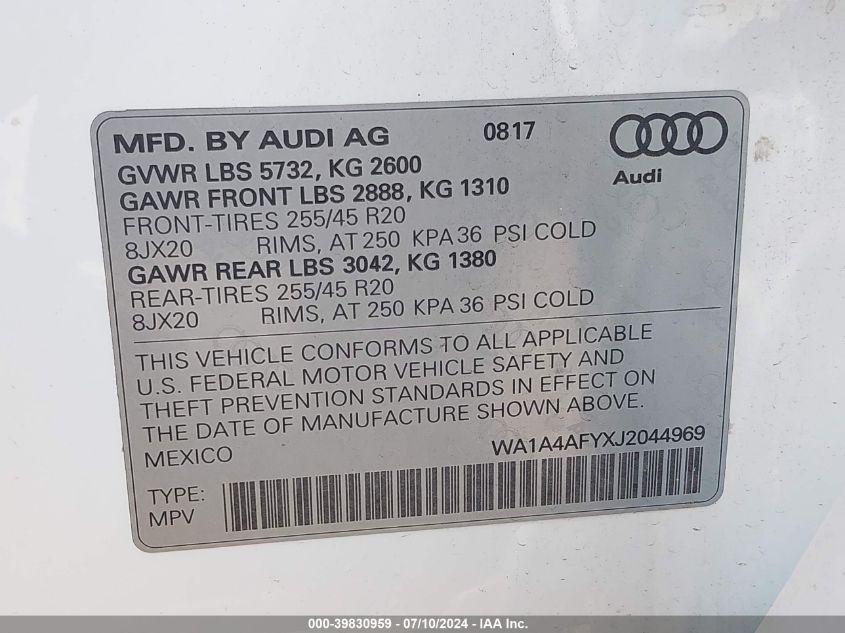 MFD. BY AUDI AG 0817
GVWR LBS 5732, KG 2600
GAWR FRONT LBS 2888, KG 1310
Audi
FRONT-TIRES 255/45 R20
8JX20 RIMS, AT 250 KPA 36 PSI COLD
GAWR REAR LBS 3042, KG 1380
REAR-TIRES 255/45 R20
8JX20 RIMS, AT 250 KPA 36 PSI COLD
THIS VEHICLE CONFORMS TO ALL APPLICABLE
U.S. FEDERAL MOTOR VEHICLE SAFETY AND
THEFT PREVENTION STANDARDS IN EFFECT ON
THE DATE OF MANUFACTURE SHOWN ABOVE.
MEXICO WA1A4AFYXJ2044969
TYPE:
MPV
000-39830959 - 07/10/2024 - IAA Inc.